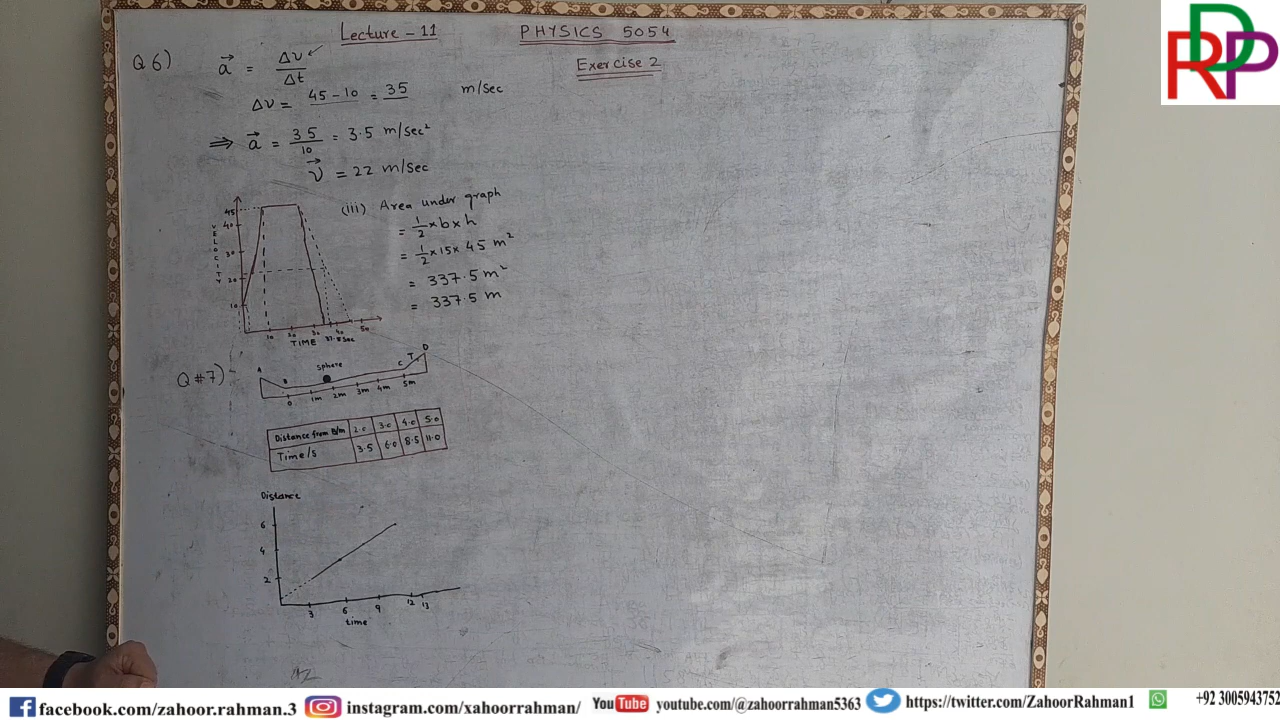 Lecture - 11
PHYSICS 5054
Exercise 2
RDP
Q 6)
a = Δv / Δt
Δv = 45 - 10 = 35 m/sec
⇒ a = 35 / 10 = 3.5 m/sec²
v = 22 m/sec
(iii) Area under graph
= 1/2 × b × h
= 1/2 × 15 × 45 m²
= 337.5 m²
= 337.5 m
VELOCITY
45
40
30
20
10
10 20 30 40 50
TIME
Q #7)
A B sphere C T D
0 1m 2m 3m 4m 5m
Distance from B/m 2.0 3.0 4.0 5.0
Time/s 3.5 6.0 8.5 11.0
Distance
6
4
2
3 6 9 12 13
time
facebook.com/zahoor.rahman.3
instagram.com/xahoorrahman/
YouTube youtube.com/@zahoorrahman5363
https://twitter.com/ZahoorRahman1
+92 3005943752